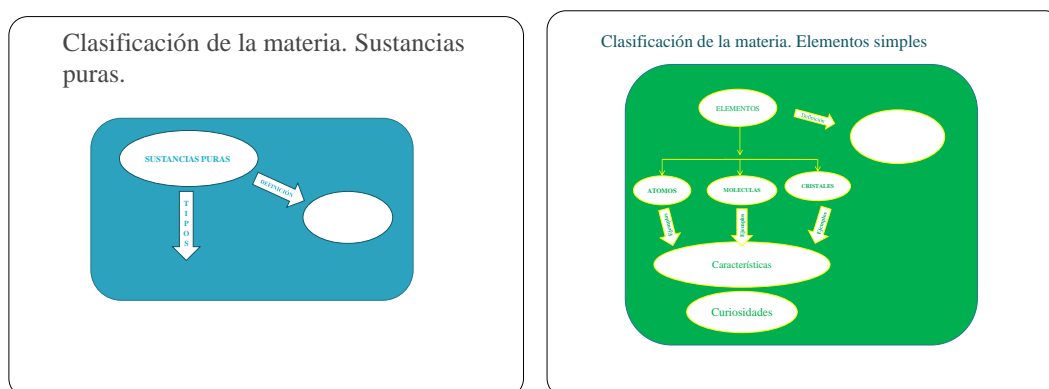 Clasificación de la materia. Sustancias
puras.
SUSTANCIAS PURAS
DEFINICIÓN
T
I
P
O
S
Clasificación de la materia. Elementos simples
ELEMENTOS
Definición
ATOMOS
MOLECULAS
CRISTALES
Ejemplos
Ejemplos
Ejemplos
Características
Curiosidades